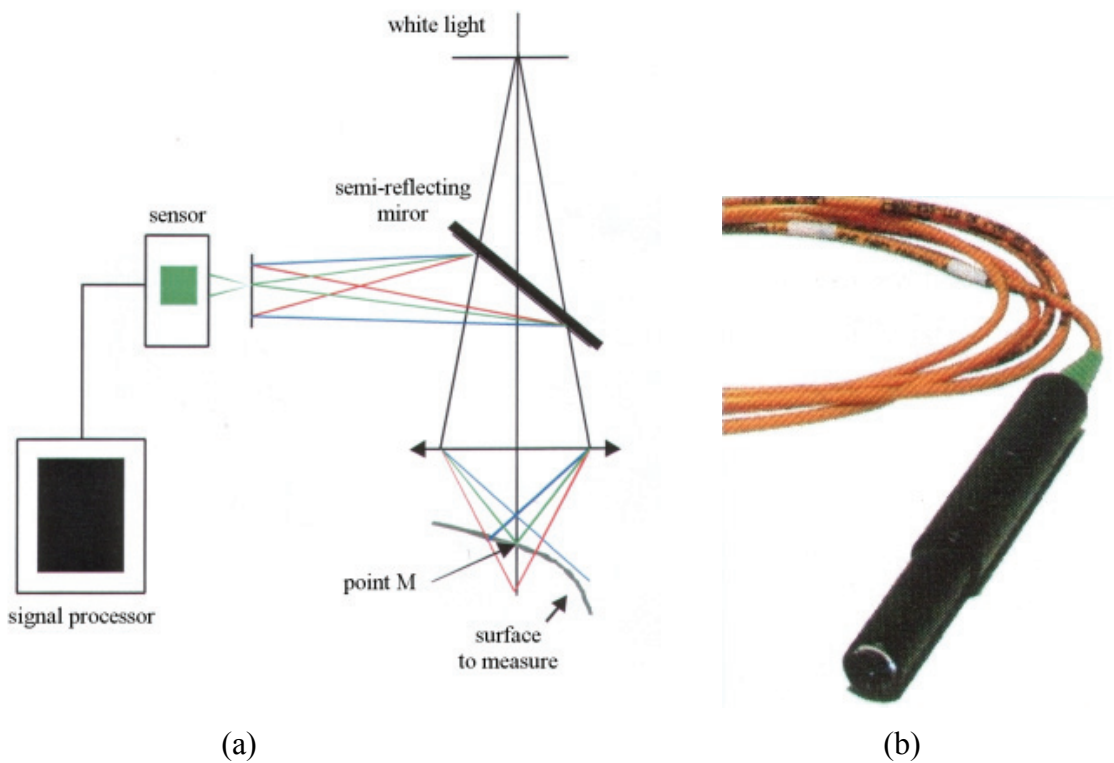 white light
semi-reflecting
miror
sensor
point M
signal processor
surface
to measure
(a)
(b)